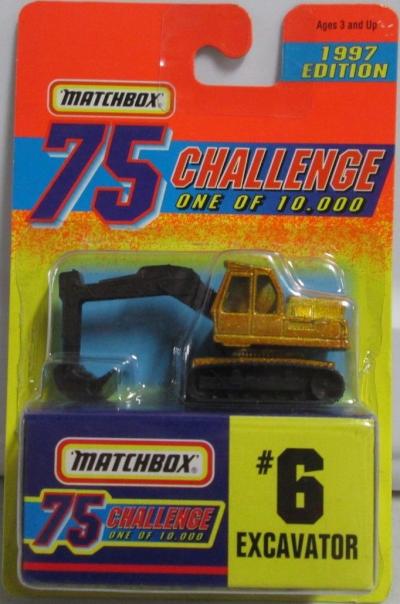 Ages 3 and Up
1997
EDITION
MATCHBOX
75 CHALLENGE
ONE OF 10,000
MATCHBOX®
75 CHALLENGE
ONE OF 10,000
#6
EXCAVATOR